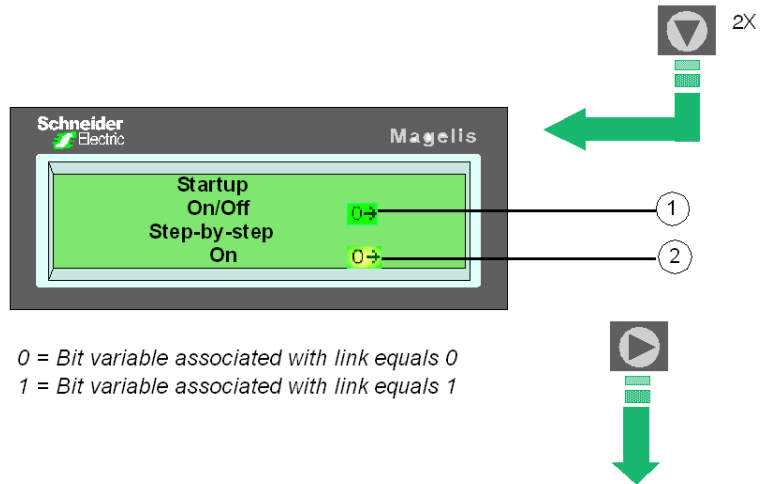 2X
Schneider
Electric
Magelis
Startup
On/Off 0→
1
Step-by-step
On 0→
2
0 = Bit variable associated with link equals 0
1 = Bit variable associated with link equals 1